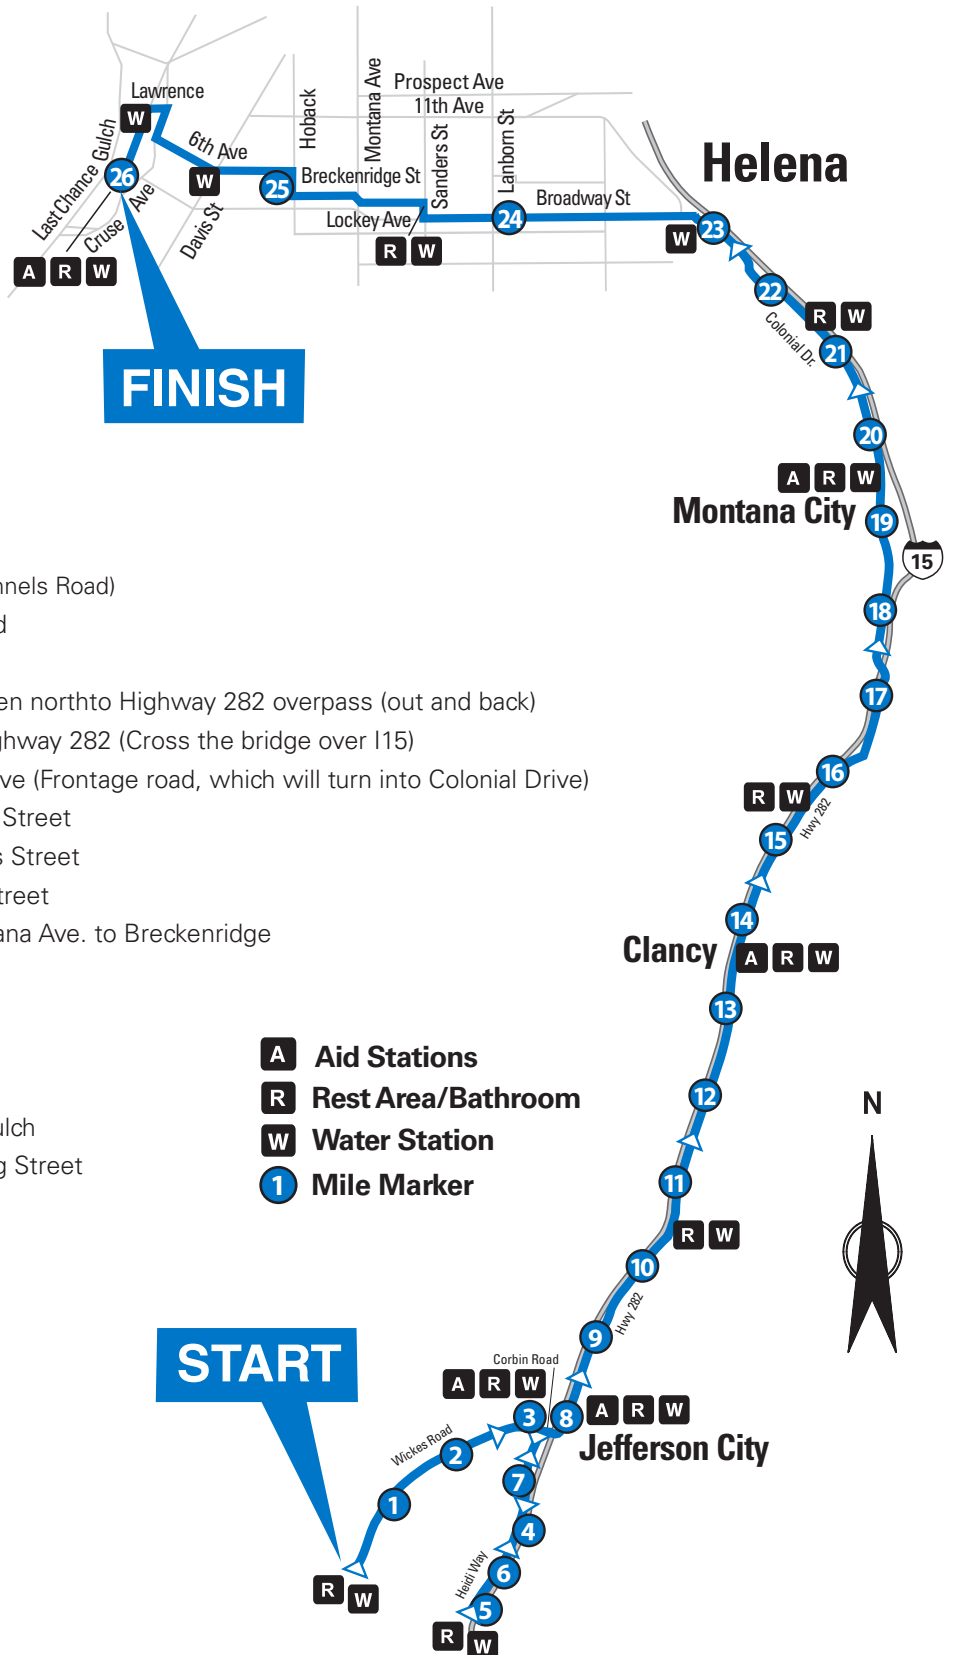 Lawrence
W
Last Chance Gulch
26
6th Ave
W
Cruse Ave
Davis St
A R W
25
Hoback
Breckenridge St
Montana Ave
Prospect Ave
11th Ave
Sanders St
Lanborn St
Lockey Ave
R W
24
Broadway St
Helena
23
W
22
Colonial Dr.
R W
21
FINISH
20
A R W
Montana City
19
15
18
17
nnels Road)
d
en northto Highway 282 overpass (out and back)
ghway 282 (Cross the bridge over I15)
ve (Frontage road, which will turn into Colonial Drive)
Street
s Street
treet
ana Ave. to Breckenridge
ulch
g Street
16
R W
Hwy 282
15
14
Clancy
A R W
13
12
11
R W
10
Hwy 282
9
A Aid Stations
R Rest Area/Bathroom
W Water Station
1 Mile Marker
N
START
Corbin Road
A R W
3
8
A R W
Jefferson City
Wickes Road
2
1
7
4
6
Heidi Way
5
R W
R W